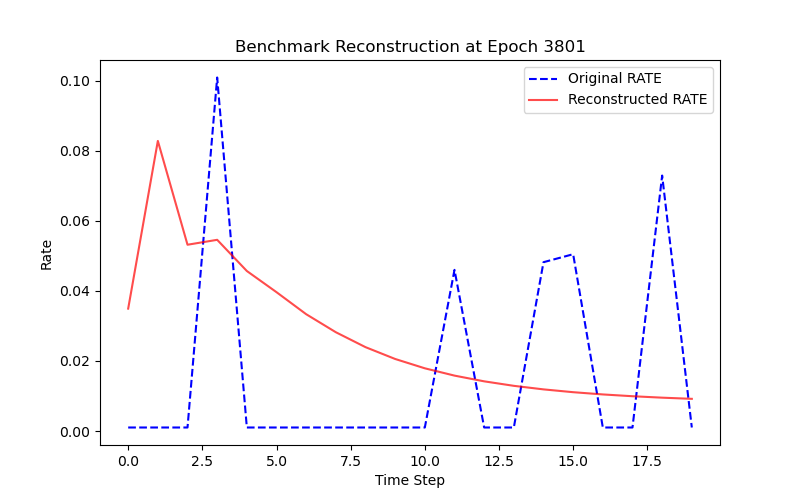 Benchmark Reconstruction at Epoch 3801
Original RATE
Reconstructed RATE
0.10
0.08
0.06
0.04
0.02
0.00
Rate
0.0
2.5
5.0
7.5
10.0
12.5
15.0
17.5
Time Step